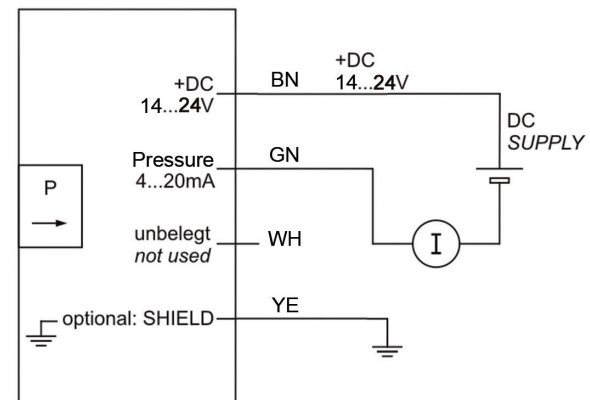 +DC
14...24V
BN
+DC
14...24V
DC
SUPPLY
Pressure
4...20mA
GN
P
unbelegt
not used
WH
I
optional: SHIELD
YE